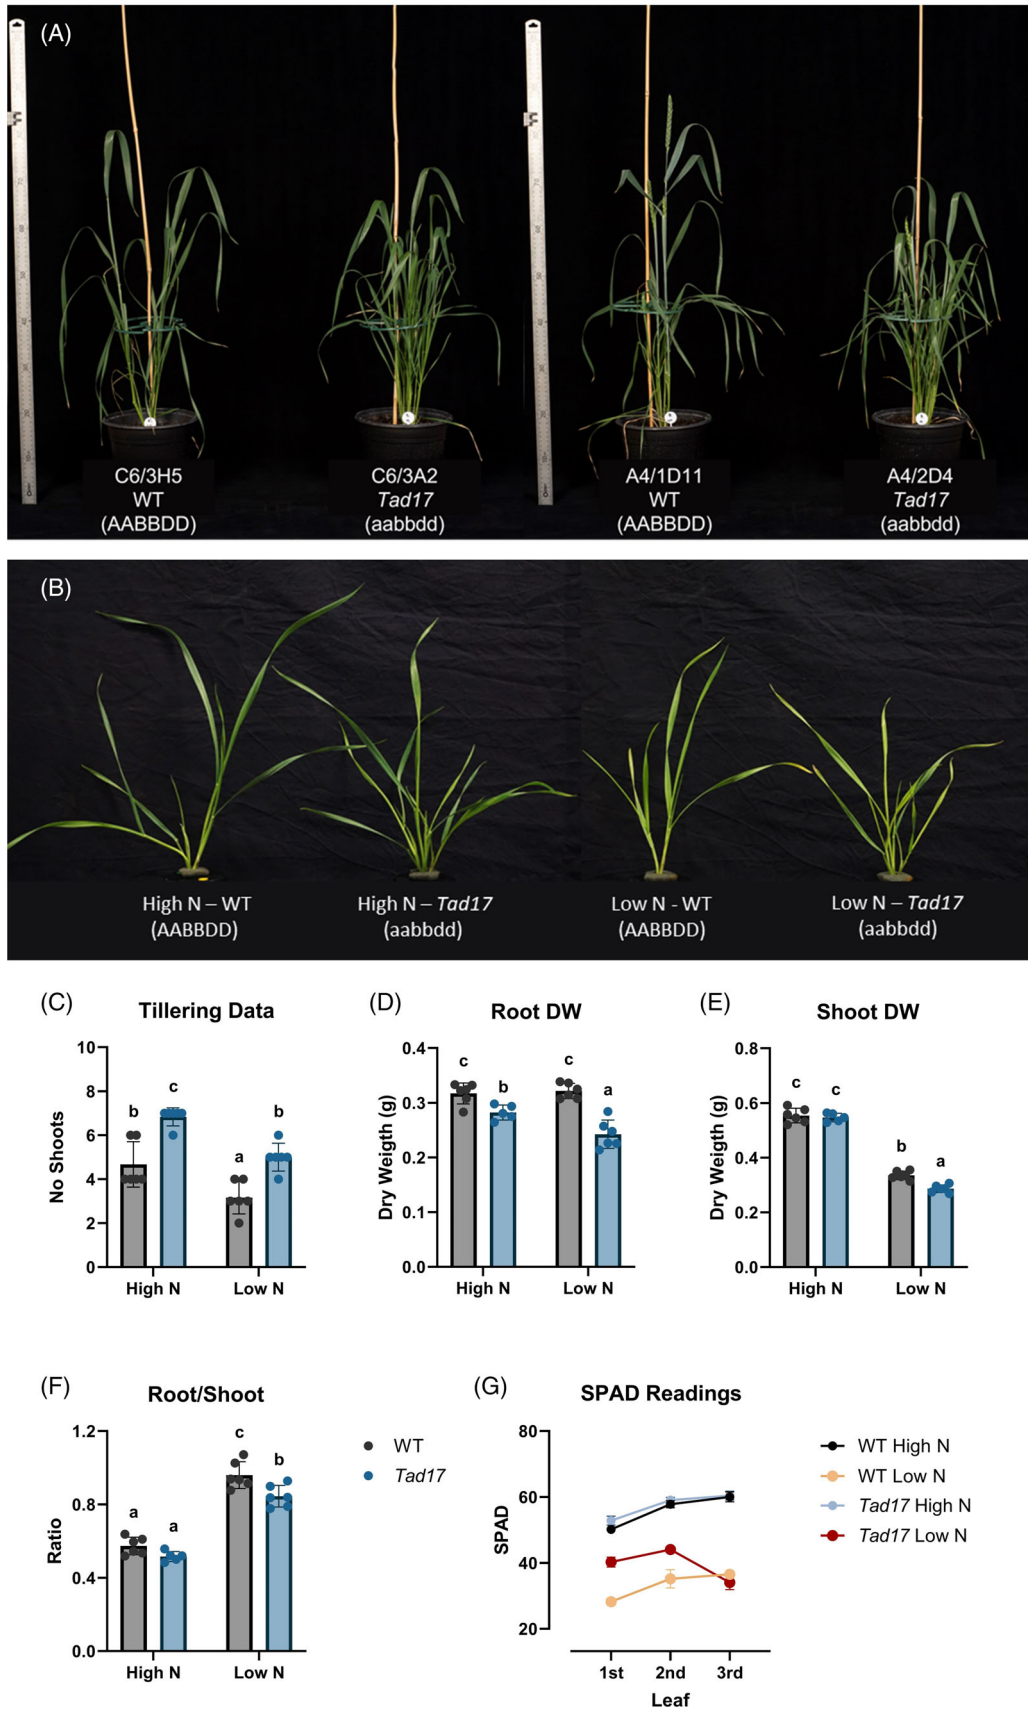 (A)
C6/3H5
WT
(AABBDD)
C6/3A2
Tad17
(aabbdd)
A4/1D11
WT
(AABBDD)
A4/2D4
Tad17
(aabbdd)
(B)
High N – WT
(AABBDD)
High N – Tad17
(aabbdd)
Low N - WT
(AABBDD)
Low N – Tad17
(aabbdd)
(C)
Tillering Data
No Shoots
10
8
6
4
2
0
b
c
a
b
High N
Low N
(D)
Root DW
Dry Weigth (g)
0.4
0.3
0.2
0.1
0.0
c
b
c
a
High N
Low N
(E)
Shoot DW
Dry Weigth (g)
0.8
0.6
0.4
0.2
0.0
c
c
b
a
High N
Low N
(F)
Root/Shoot
Ratio
1.2
0.8
0.4
0.0
a
a
c
b
High N
Low N
WT
Tad17
(G)
SPAD Readings
SPAD
80
60
40
20
1st
2nd
3rd
Leaf
WT High N
WT Low N
Tad17 High N
Tad17 Low N